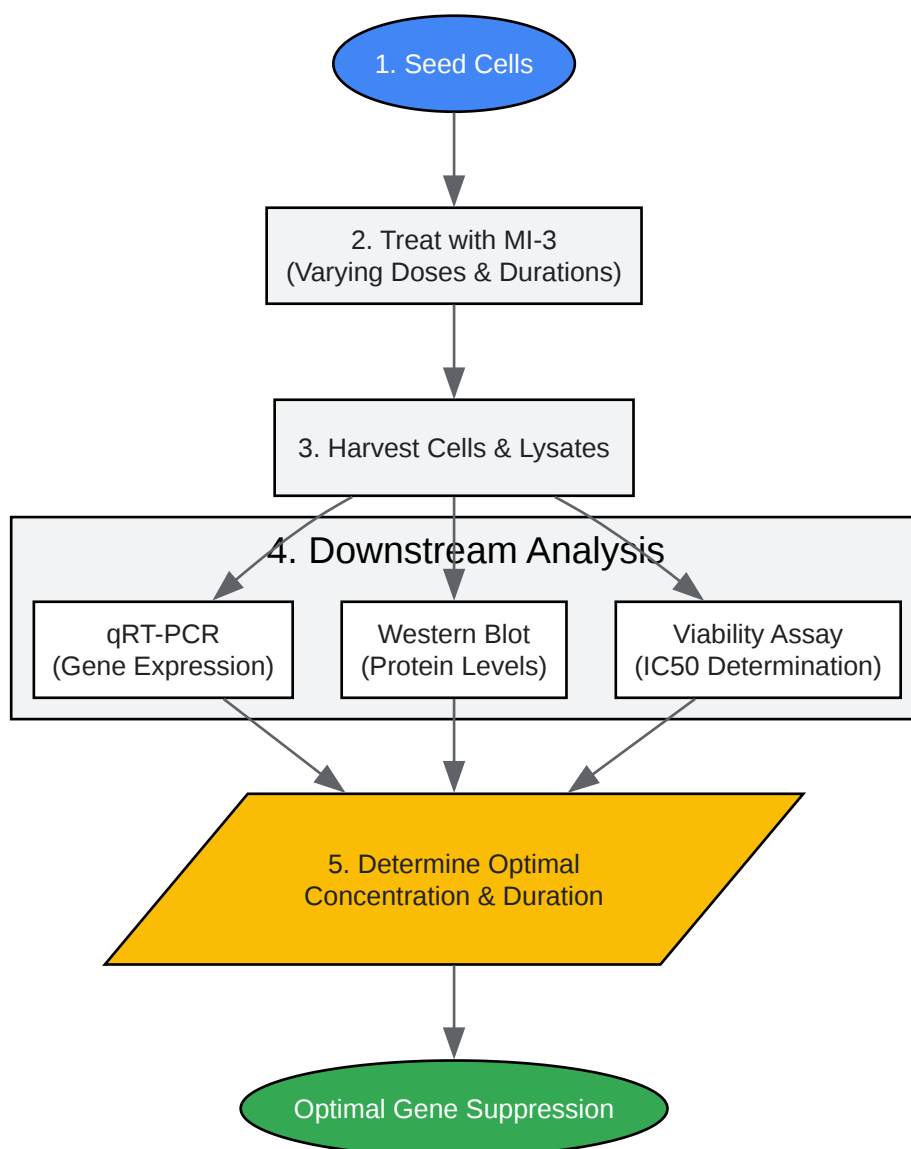 1. Seed Cells
2. Treat with MI-3
(Varying Doses & Durations)
3. Harvest Cells & Lysates
4. Downstream Analysis
qRT-PCR
(Gene Expression)
Western Blot
(Protein Levels)
Viability Assay
(IC50 Determination)
5. Determine Optimal
Concentration & Duration
Optimal Gene Suppression